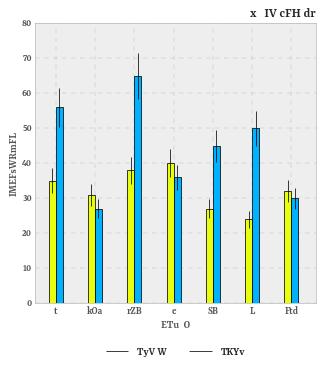 x IV cFH dr
80
70
60
50
40
30
20
10
0
IMEFsWRmFL
t kOa rZB c SB L Ftd
ETu O
TyV W TKYv